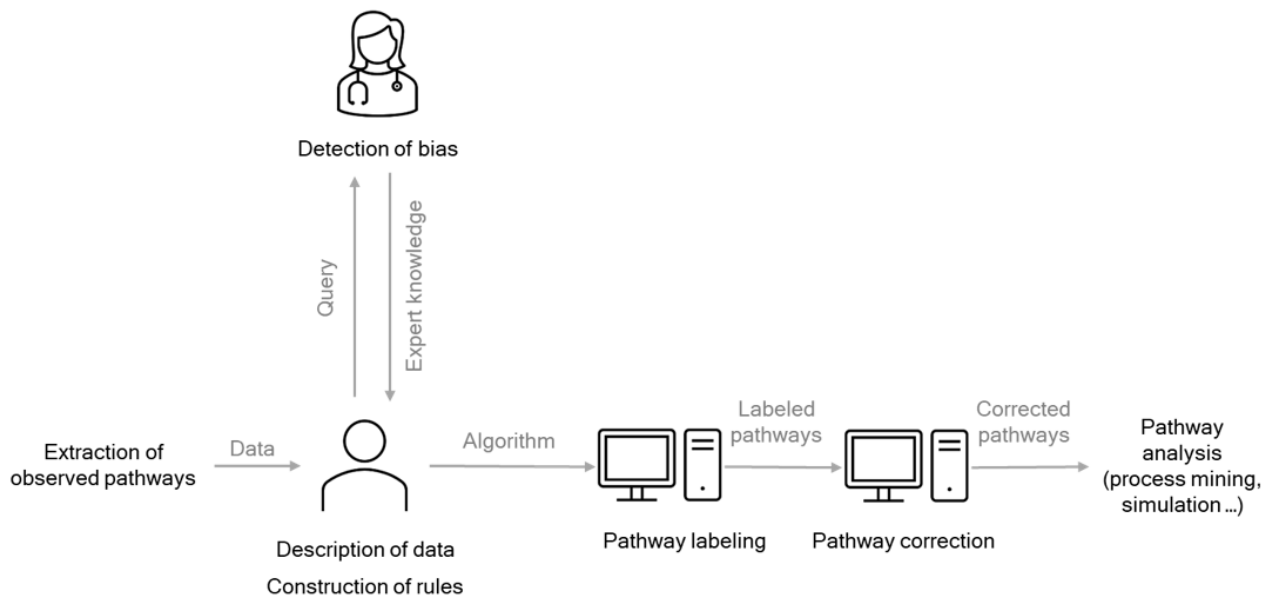 Detection of bias
Query
Expert knowledge
Extraction of
observed pathways
Data
Description of data
Construction of rules
Algorithm
Pathway labeling
Labeled
pathways
Pathway correction
Corrected
pathways
Pathway
analysis
(process mining,
simulation ...)